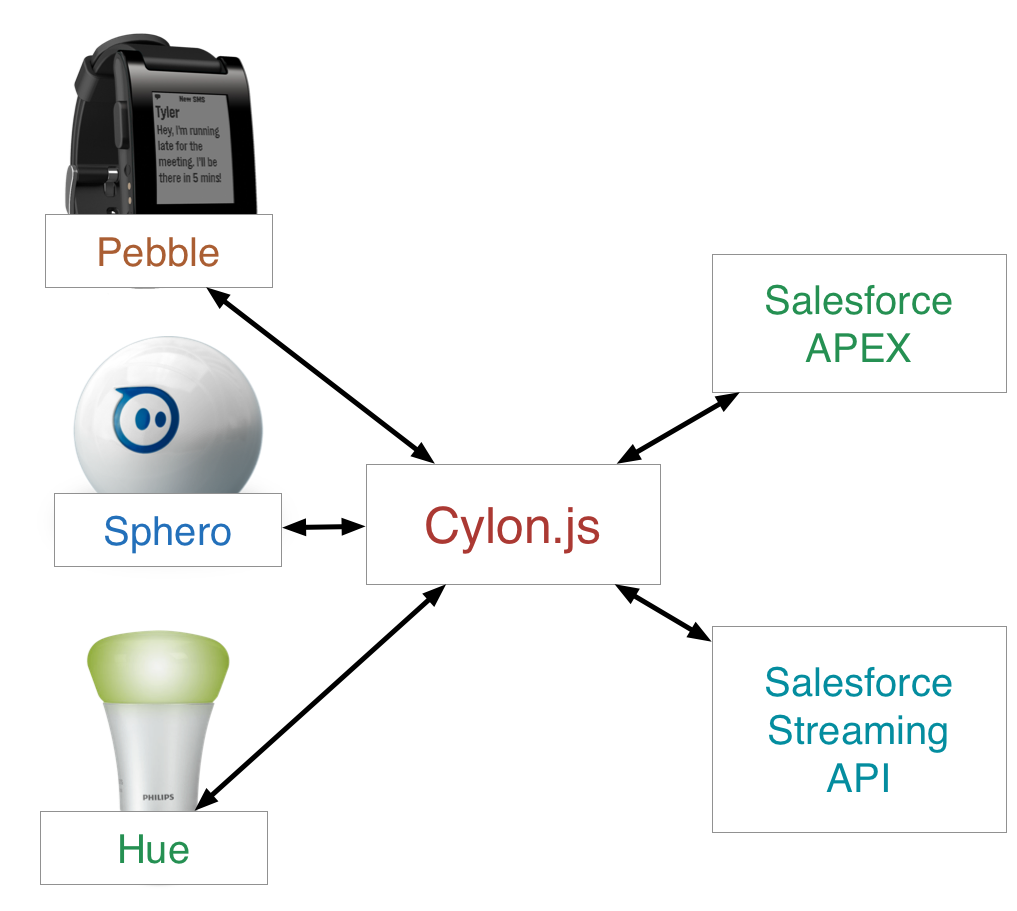 New SMS
Tyler
Hey, I'm running
late for the
meeting. I'll be
there in 5 mins!
Pebble
Sphero
PHILIPS
Hue
Cylon.js
Salesforce
APEX
Salesforce
Streaming
API